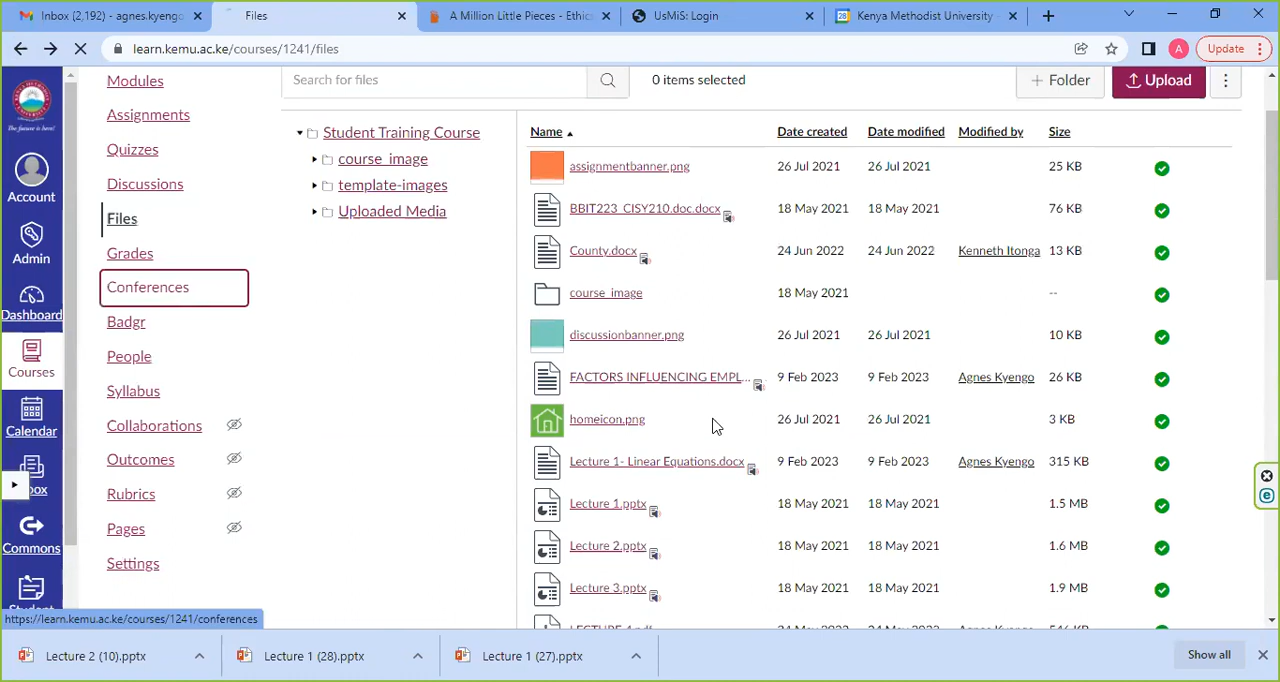 Inbox (2,192) - agnes.kyengo
Files
A Million Little Pieces - Ethic
UsMiS: Login
28
Kenya Methodist University
learn.kemu.ac.ke/courses/1241/files
A
Update
The future is here!
Account
Admin
Dashboard
Courses
Calendar
box
Commons
Student
Modules
Assignments
Quizzes
Discussions
Files
Grades
Conferences
Badgr
People
Syllabus
Collaborations
Outcomes
Rubrics
Pages
Settings
Search for files
0 items selected
+ Folder
Upload
Student Training Course
course_image
template-images
Uploaded Media
Name
Date created
Date modified
Modified by
Size
assignmentbanner.png 26 Jul 2021 26 Jul 2021 25 KB
BBIT223_CISY210.doc.docx 18 May 2021 18 May 2021 76 KB
County.docx 24 Jun 2022 24 Jun 2022 Kenneth Itonga 13 KB
course_image 18 May 2021 --
discussionbanner.png 26 Jul 2021 26 Jul 2021 10 KB
FACTORS INFLUENCING EMPL... 9 Feb 2023 9 Feb 2023 Agnes Kyengo 26 KB
homeicon.png 26 Jul 2021 26 Jul 2021 3 KB
Lecture 1- Linear Equations.docx 9 Feb 2023 9 Feb 2023 Agnes Kyengo 315 KB
Lecture 1.pptx 18 May 2021 18 May 2021 1.5 MB
Lecture 2.pptx 18 May 2021 18 May 2021 1.6 MB
Lecture 3.pptx 18 May 2021 18 May 2021 1.9 MB
https://learn.kemu.ac.ke/courses/1241/conferences
Lecture 2 (10).pptx
Lecture 1 (28).pptx
Lecture 1 (27).pptx
Show all